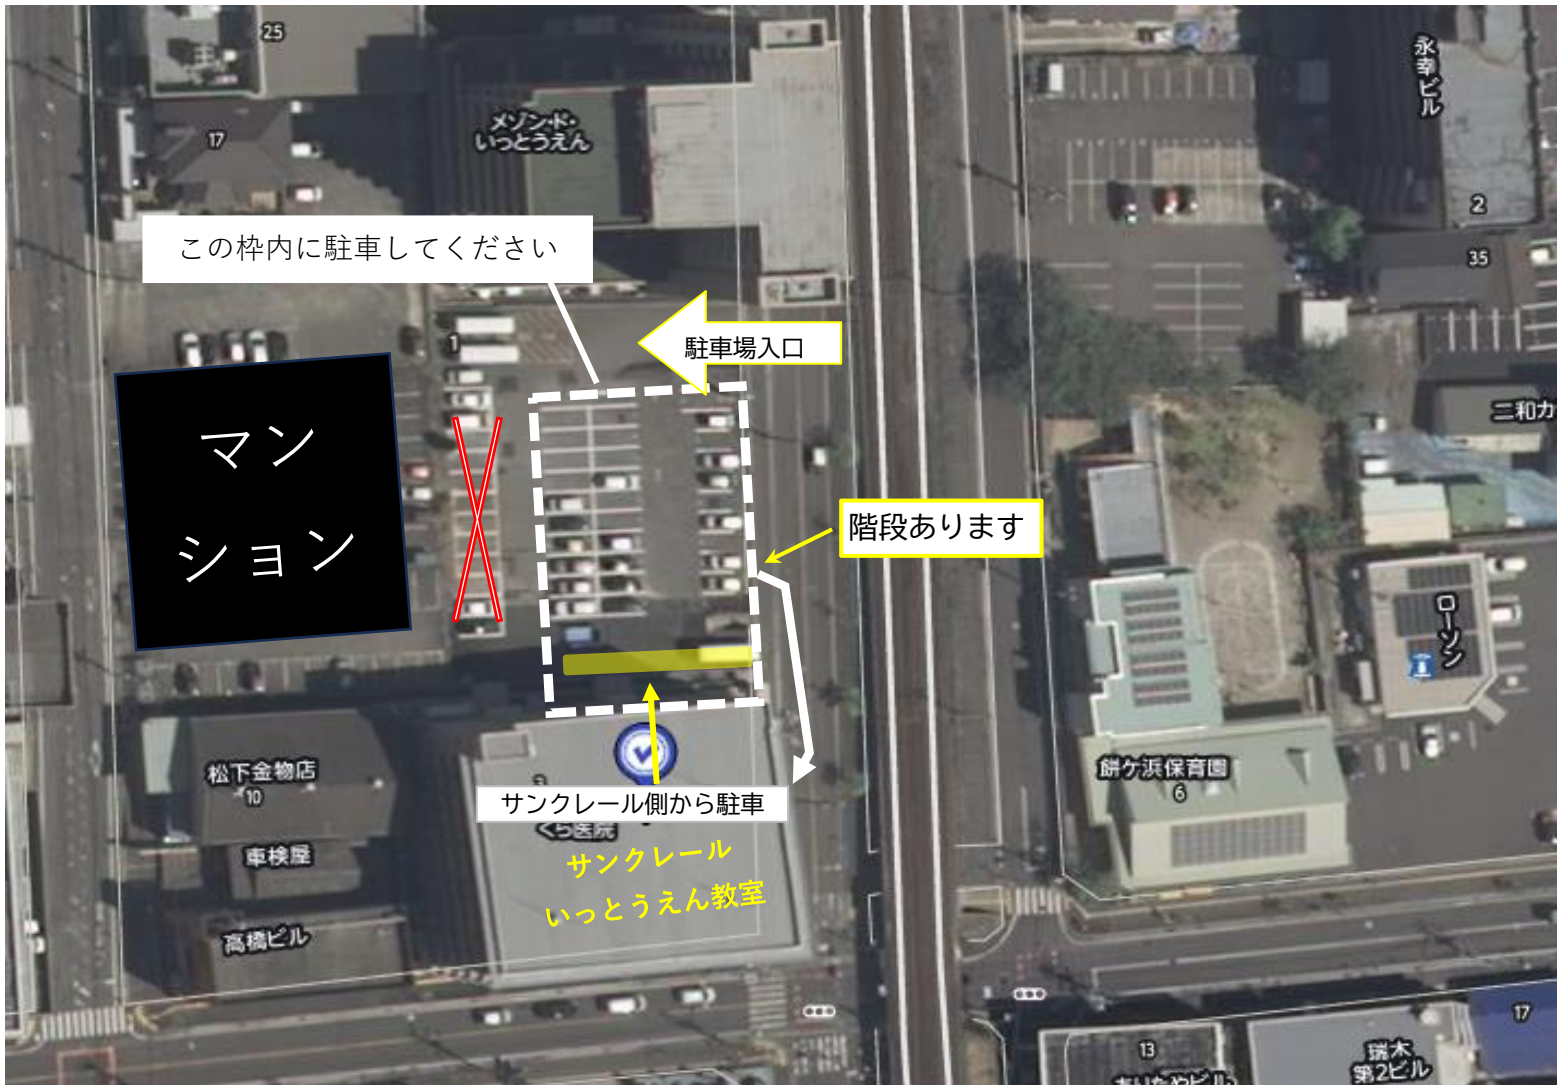 25
永幸ビル
メゾン・ド・
いっとうえん
17
2
この枠内に駐車してください
35
1
駐車場入口
マン
ション
二和カ
階段あります
ローソン
松下金物店
10
餅ケ浜保育園
6
サンクレール側から駐車
くら医院
車検屋
サンクレール
いっとうえん教室
高橋ビル
17
13
瑞木
第2ビル